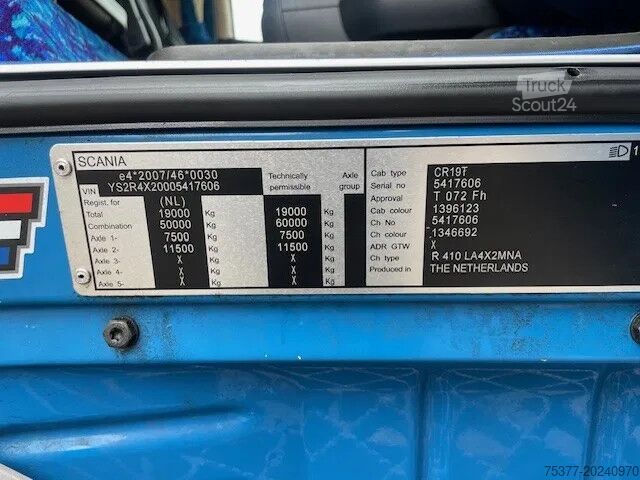 Truck
Scout24
SCANIA
e4*2007/46*0030
VIN YS2R4X20005417606
Technically permissible
Axle group
Regist. for (NL)
Total 19000 Kg 19000 Kg
Combination 50000 Kg 60000 Kg
Axle 1- 7500 Kg 7500 Kg
Axle 2- 11500 Kg 11500 Kg
Axle 3- X Kg X Kg
Axle 4- X Kg X Kg
Axle 5- X Kg X Kg
Cab type CR19T
Serial no 5417606
Approval T 072 Fh
Cab colour 1396123
Ch No 5417606
Ch colour 1346692
ADR GTW X
Ch type R 410 LA4X2MNA
Produced in THE NETHERLANDS
1
75377-20240970